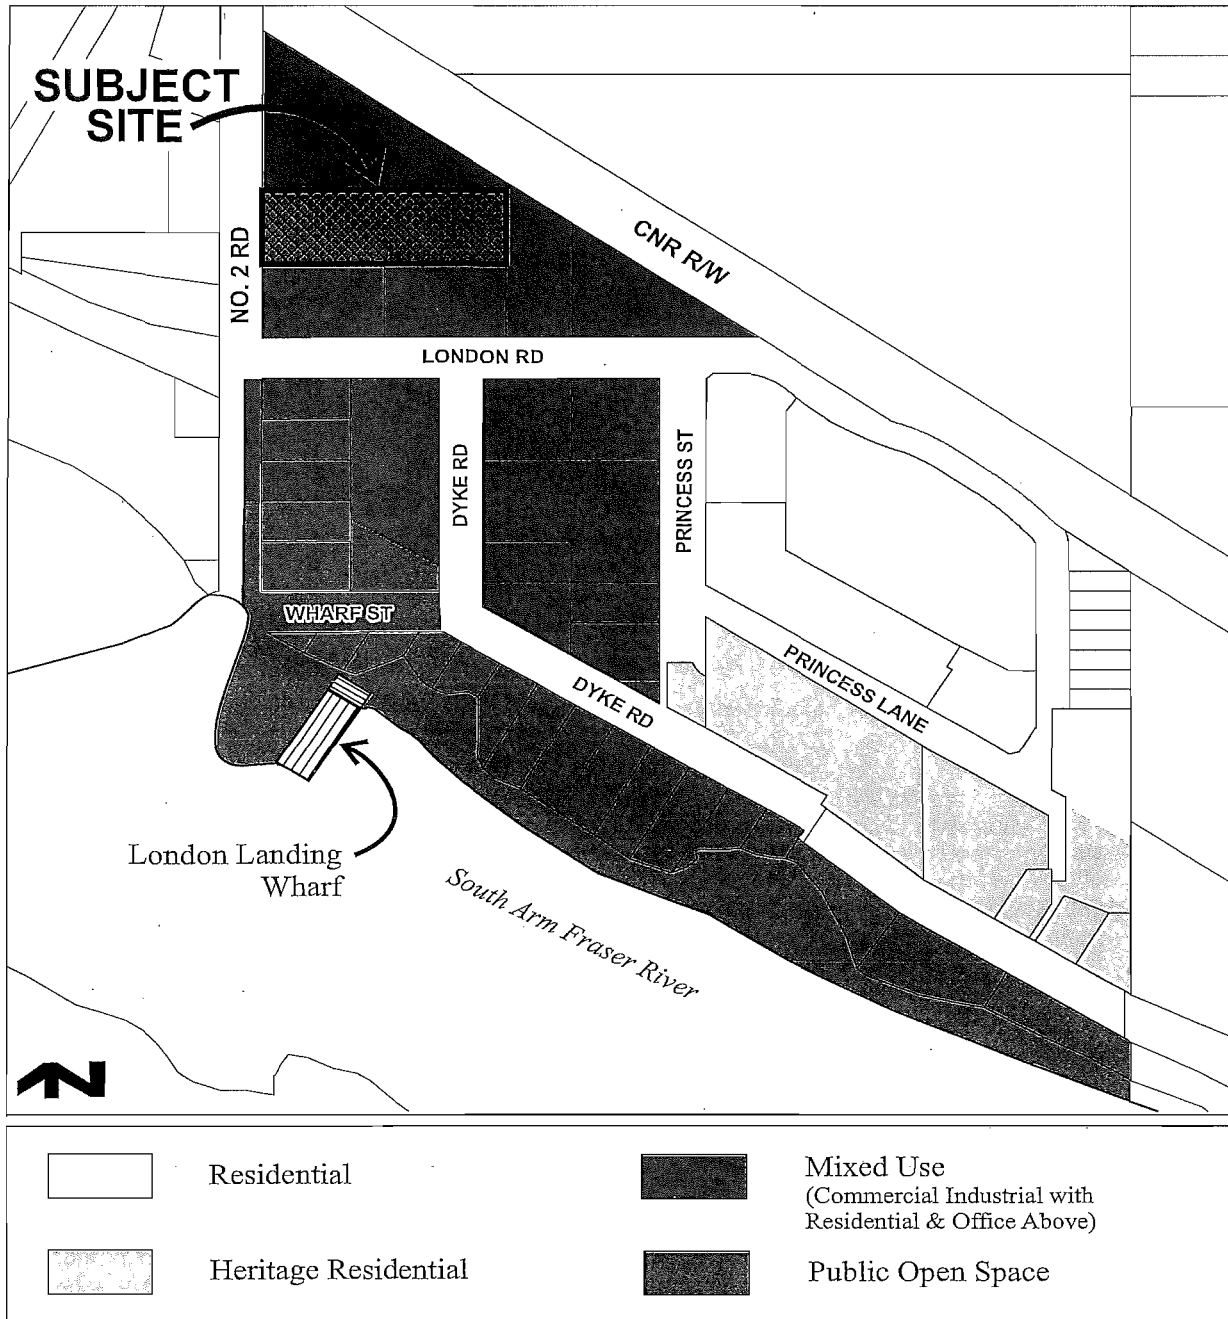 SUBJECT
SITE
CNR R/W
NO. 2 RD
LONDON RD
DYKE RD
PRINCESS ST
WHARF ST
PRINCESS LANE
DYKE RD
London Landing
Wharf
South Arm Fraser River
N
Residential
Mixed Use
(Commercial Industrial with
Residential & Office Above)
Heritage Residential
Public Open Space